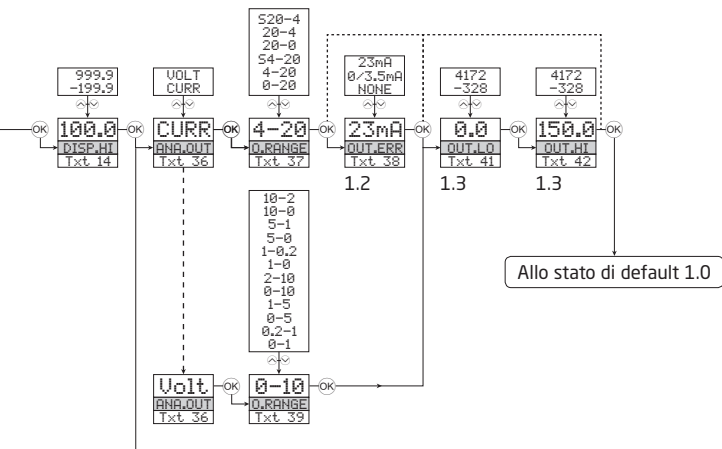 S20-4
20-4
20-0
S4-20
4-20
0-20
999.9
-199.9
VOLT
CURR
23mA
0/3.5mA
NONE
4172
-328
4172
-328
OK
100.0
DISP.HI
Txt 14
OK
CURR
ANA.OUT
Txt 36
OK
4-20
O.RANGE
Txt 37
OK
23mA
OUT.ERR
Txt 38
OK
0.0
OUT.LO
Txt 41
OK
150.0
OUT.HI
Txt 42
OK
1.2
1.3
1.3
10-2
10-0
5-1
5-0
1-0.2
1-0
2-10
0-10
1-5
0-5
0.2-1
0-1
Allo stato di default 1.0
Volt
ANA.OUT
Txt 36
OK
0-10
O.RANGE
Txt 39
OK